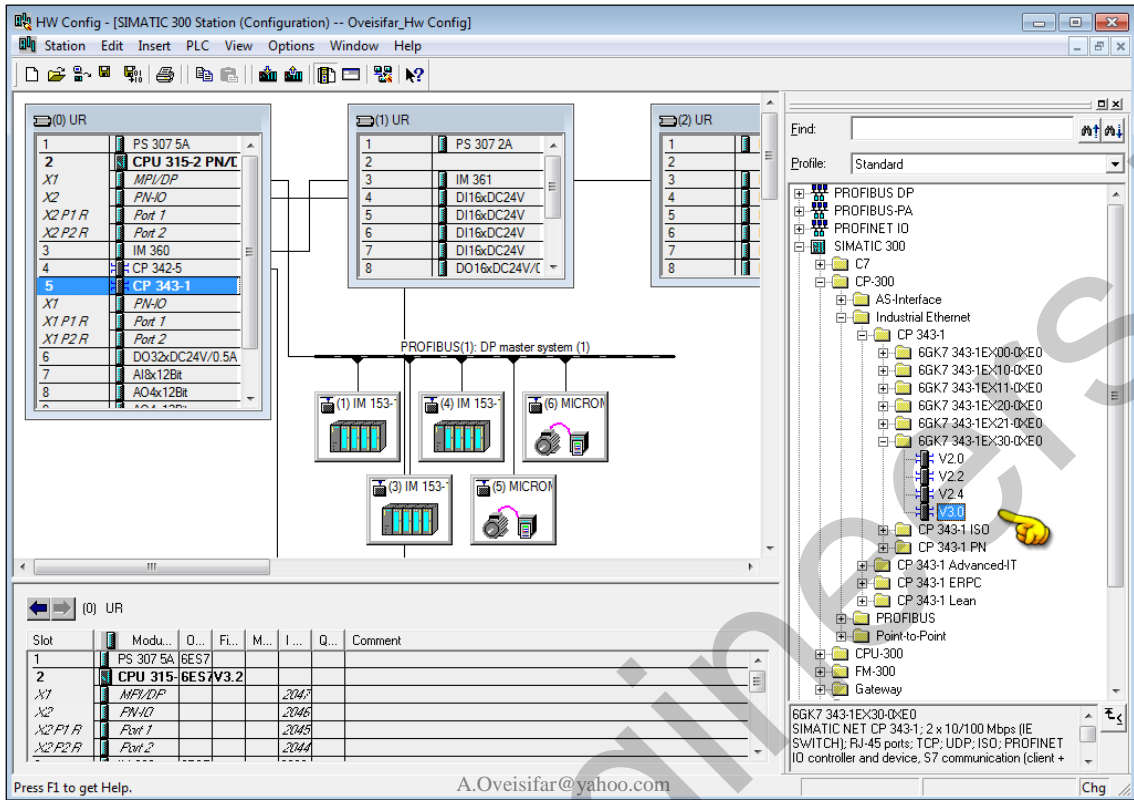 HW Config - [SIMATIC 300 Station (Configuration) -- Oveisifar_Hw Config]
Station Edit Insert PLC View Options Window Help
(0) UR
1 PS 307 5A
2 CPU 315-2 PN/D
X1 MPI/DP
X2 PN-IO
X2 P1 R Port 1
X2 P2 R Port 2
3 IM 360
4 CP 342-5
5 CP 343-1
X1 PN-IO
X1 P1 R Port 1
X1 P2 R Port 2
6 DO32xDC24V/0.5A
7 AI8x12Bit
8 AO4x12Bit
(1) UR
1 PS 307 2A
2
3 IM 361
4 DI16xDC24V
5 DI16xDC24V
6 DI16xDC24V
7 DI16xDC24V
8 DO16xDC24V/
(2) UR
1
2
3
4
5
6
7
8
PROFIBUS(1): DP master system (1)
(1) IM 153-
(4) IM 153-
(6) MICROM
(3) IM 153-
(5) MICROM
Find:
Profile: Standard
PROFIBUS DP
PROFIBUS-PA
PROFINET IO
SIMATIC 300
C7
CP-300
AS-Interface
Industrial Ethernet
CP 343-1
6GK7 343-1EX00-0XE0
6GK7 343-1EX10-0XE0
6GK7 343-1EX11-0XE0
6GK7 343-1EX20-0XE0
6GK7 343-1EX21-0XE0
6GK7 343-1EX30-0XE0
V2.0
V2.2
V2.4
V3.0
CP 343-1 ISO
CP 343-1 PN
CP 343-1 Advanced-IT
CP 343-1 ERPC
CP 343-1 Lean
PROFIBUS
Point-to-Point
CPU-300
FM-300
Gateway
6GK7 343-1EX30-0XE0
SIMATIC NET CP 343-1; 2 x 10/100 Mbps (IE
SWITCH); RJ-45 ports; TCP; UDP; ISO; PROFINET
IO controller and device, S7 communication (client +
(0) UR
Slot Modu... O... Fi... M... I ... Q... Comment
1 PS 307 5A 6ES7
2 CPU 315- 6ES7 V3.2
X1 MPI/DP 2047
X2 PN-IO 2046
X2 P1 R Port 1 2045
X2 P2 R Port 2 2044
Press F1 to get Help.
A.Oveisifar@yahoo.com
Chg
gineers